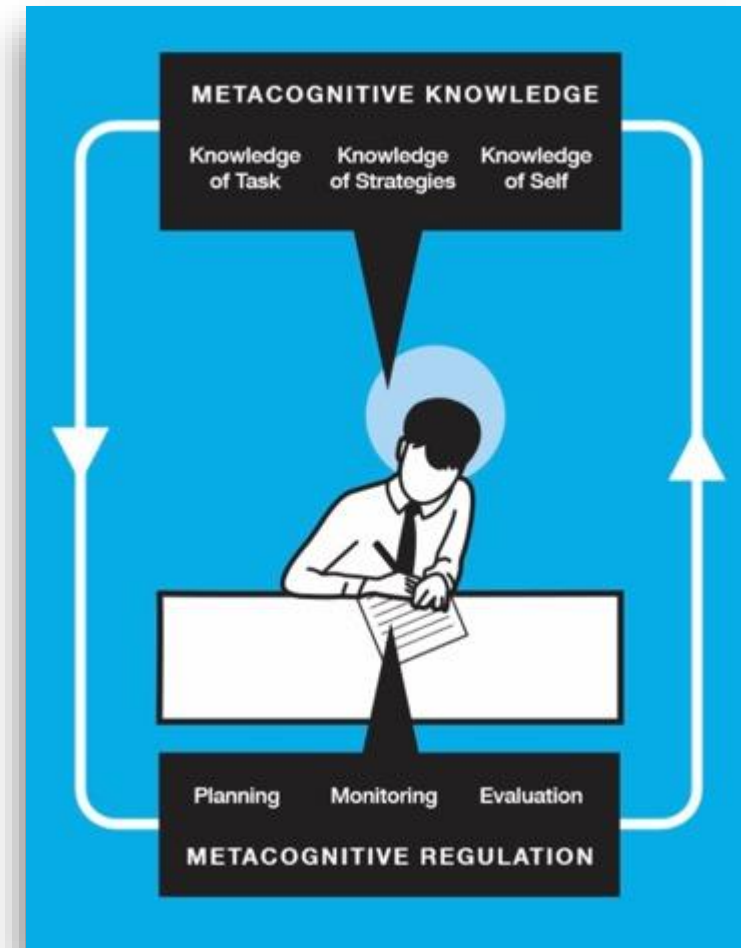 METACOGNITIVE KNOWLEDGE
Knowledge of Task
Knowledge of Strategies
Knowledge of Self
Planning Monitoring Evaluation
METACOGNITIVE REGULATION